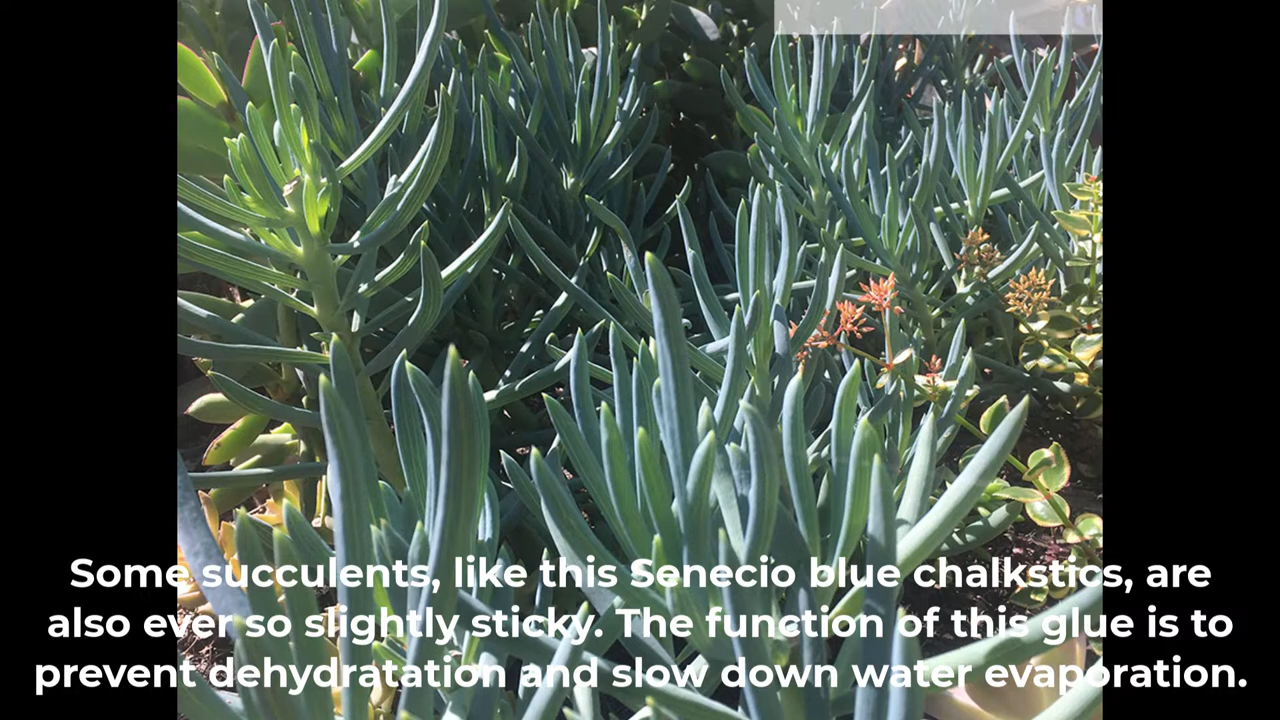 Some succulents, like this Senecio blue chalkstics, are
also ever so slightly sticky. The function of this glue is to
prevent dehydratation and slow down water evaporation.